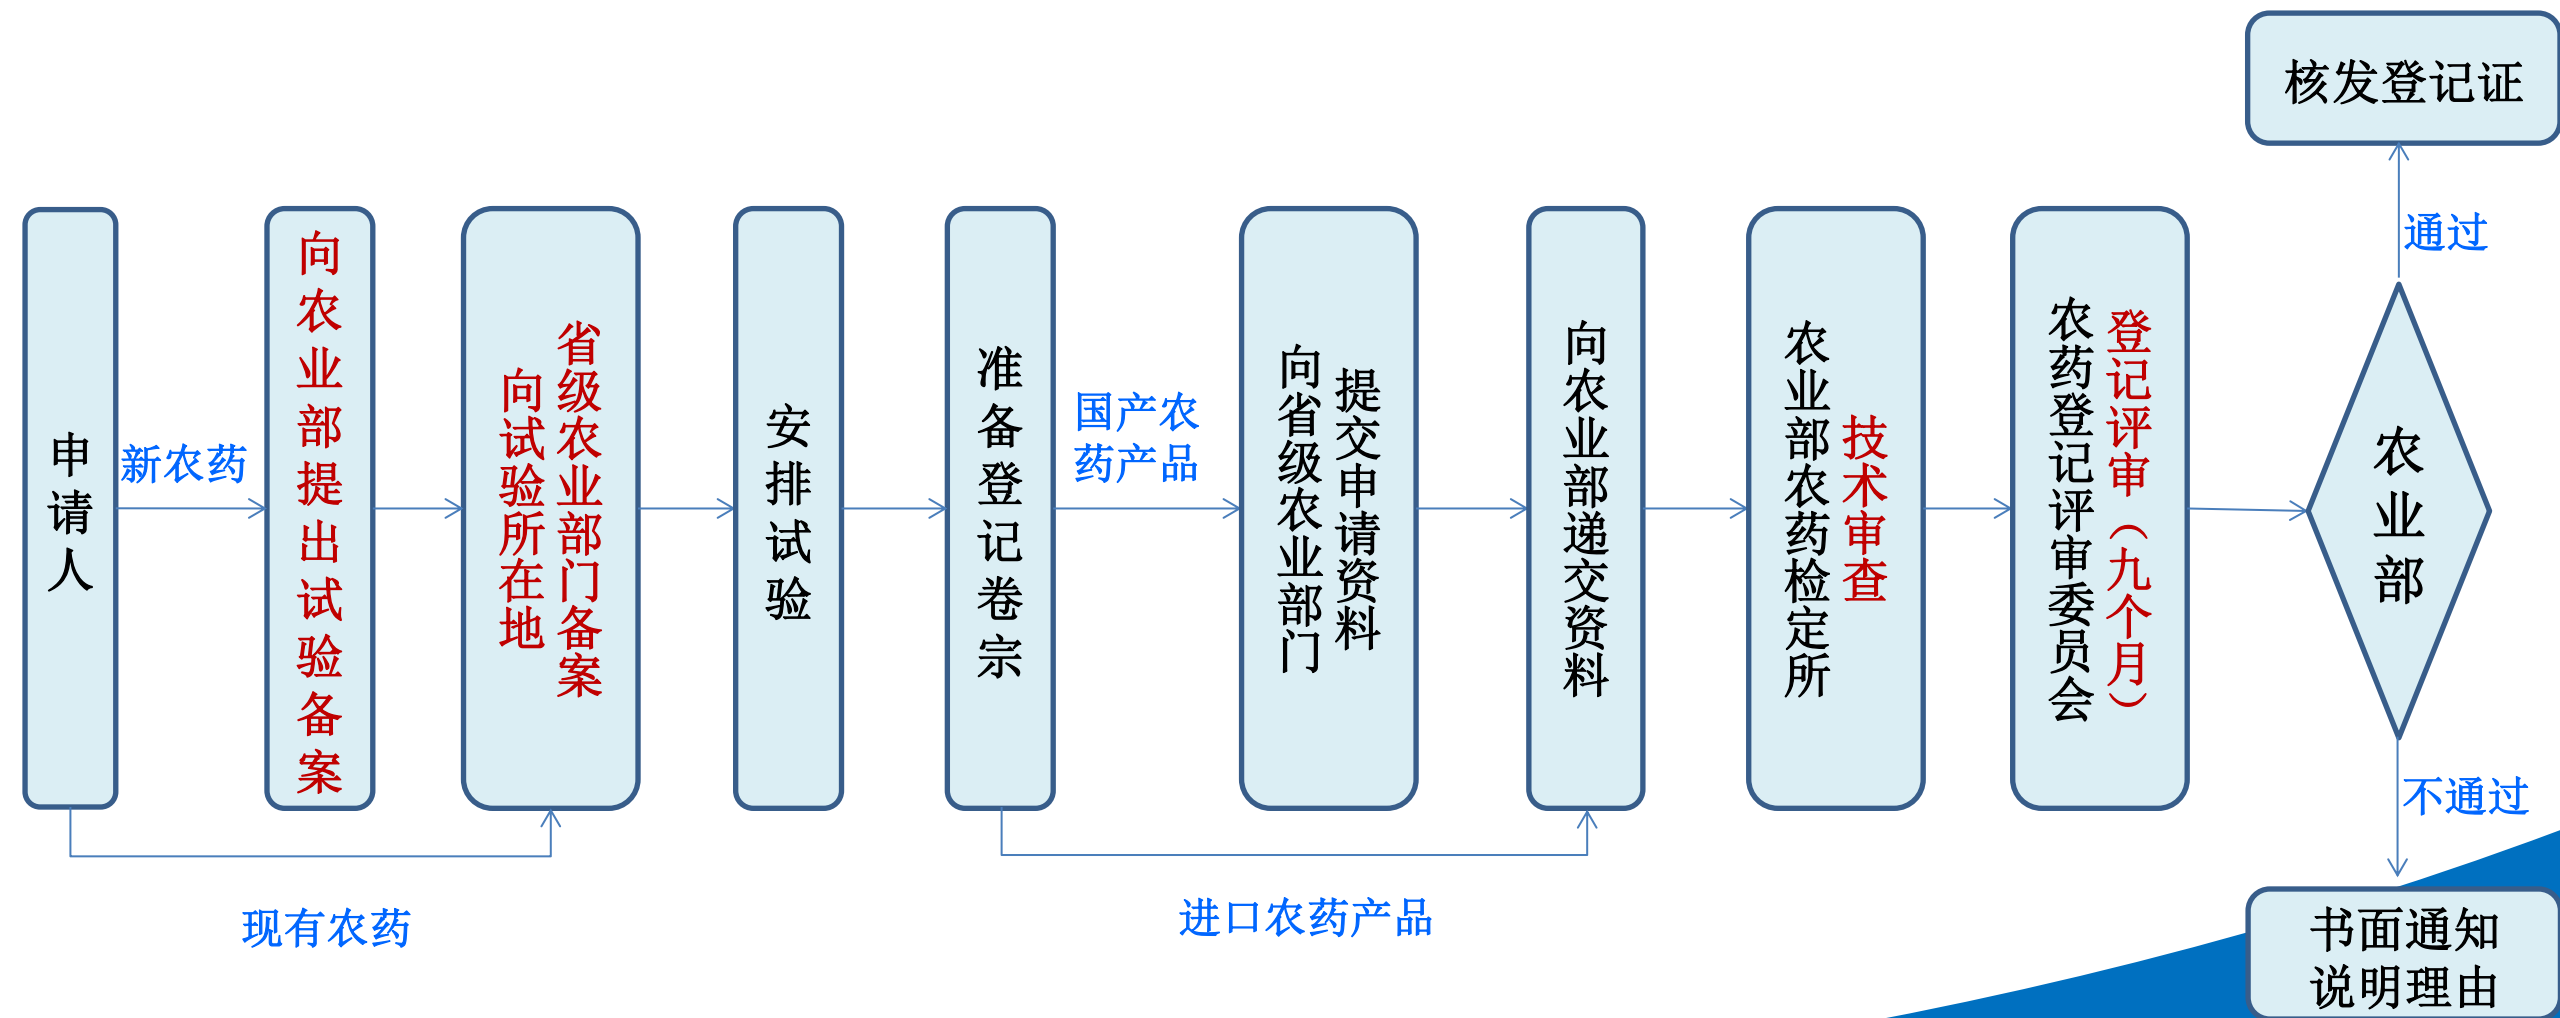 申请人
新农药
向农业部提出试验备案
现有农药
向试验所在地
省级农业部门备案
安排试验
准备登记卷宗
国产农
药产品
进口农药产品
向省级农业部门
提交申请资料
向农业部递交资料
农业部农药检定所
技术审查
农药登记评审委员会
登记评审（九个月）
农业部
通过
核发登记证
不通过
书面通知
说明理由